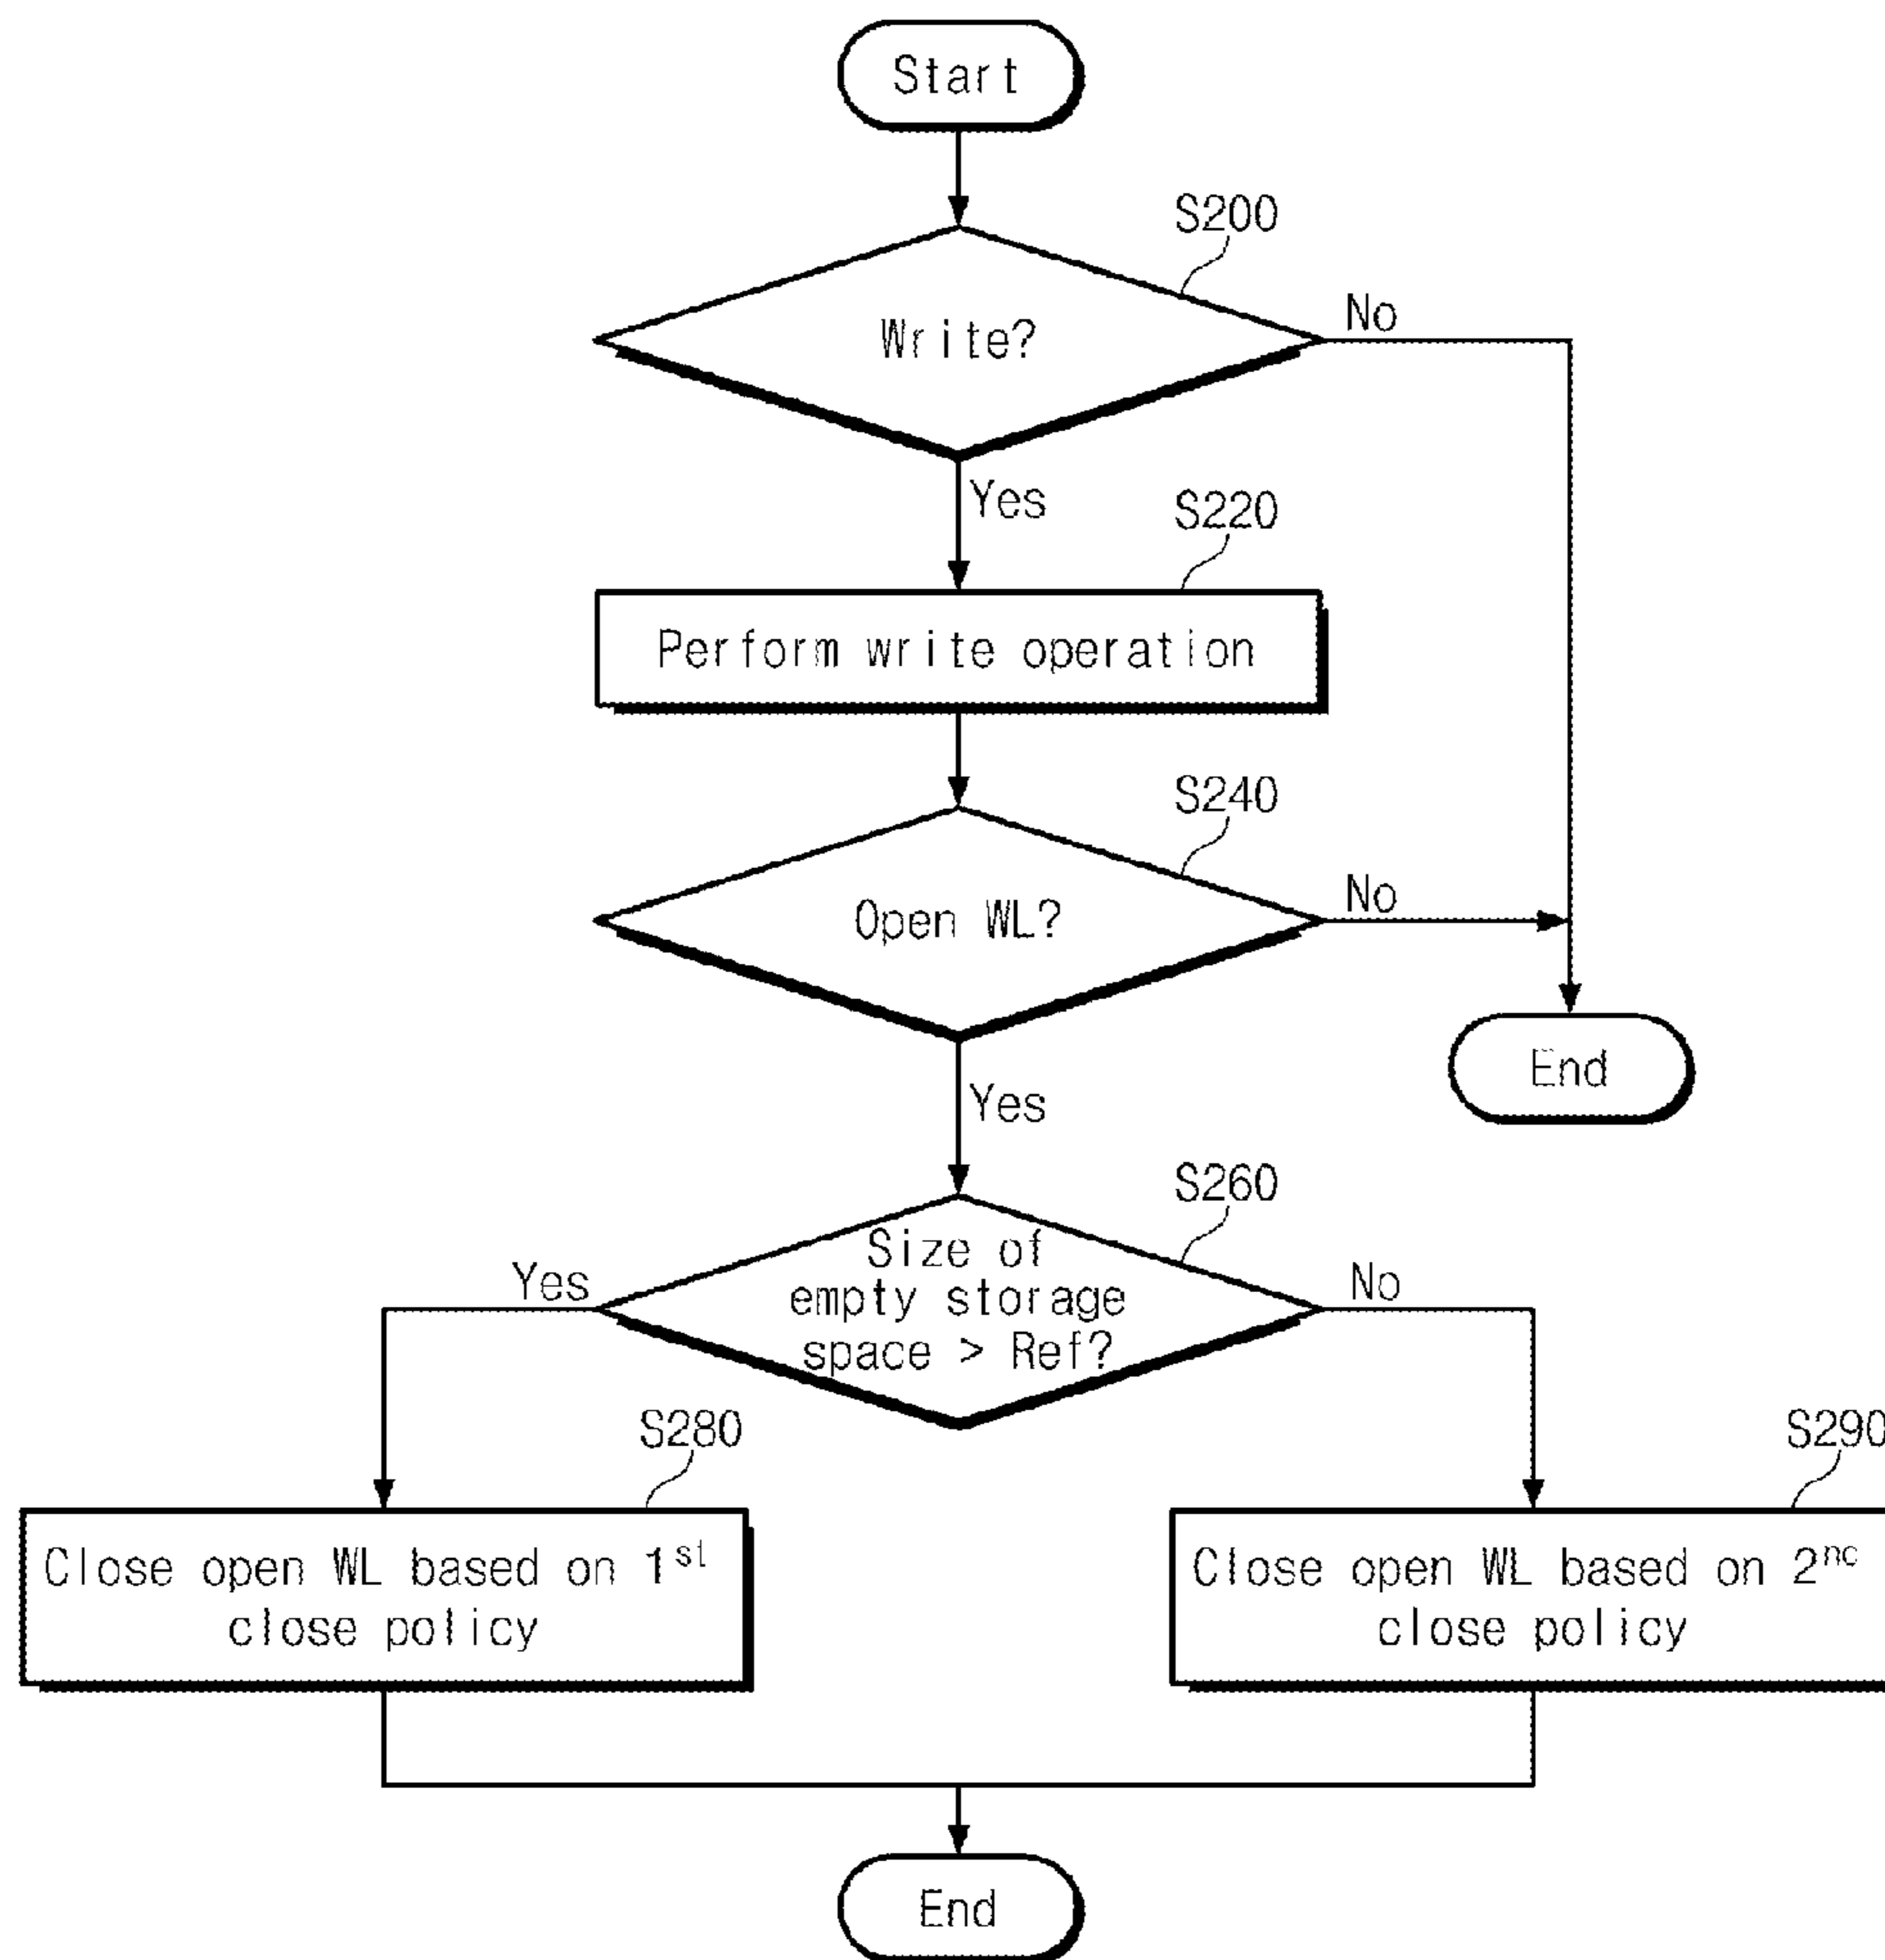 Start
S200
Write?
No
Yes
S220
Perform write operation
S240
Open WL?
No
End
Yes
S260
Size of
empty storage
space > Ref?
Yes
No
S280
S290
Close open WL based on 1st
close policy
Close open WL based on 2nd
close policy
End